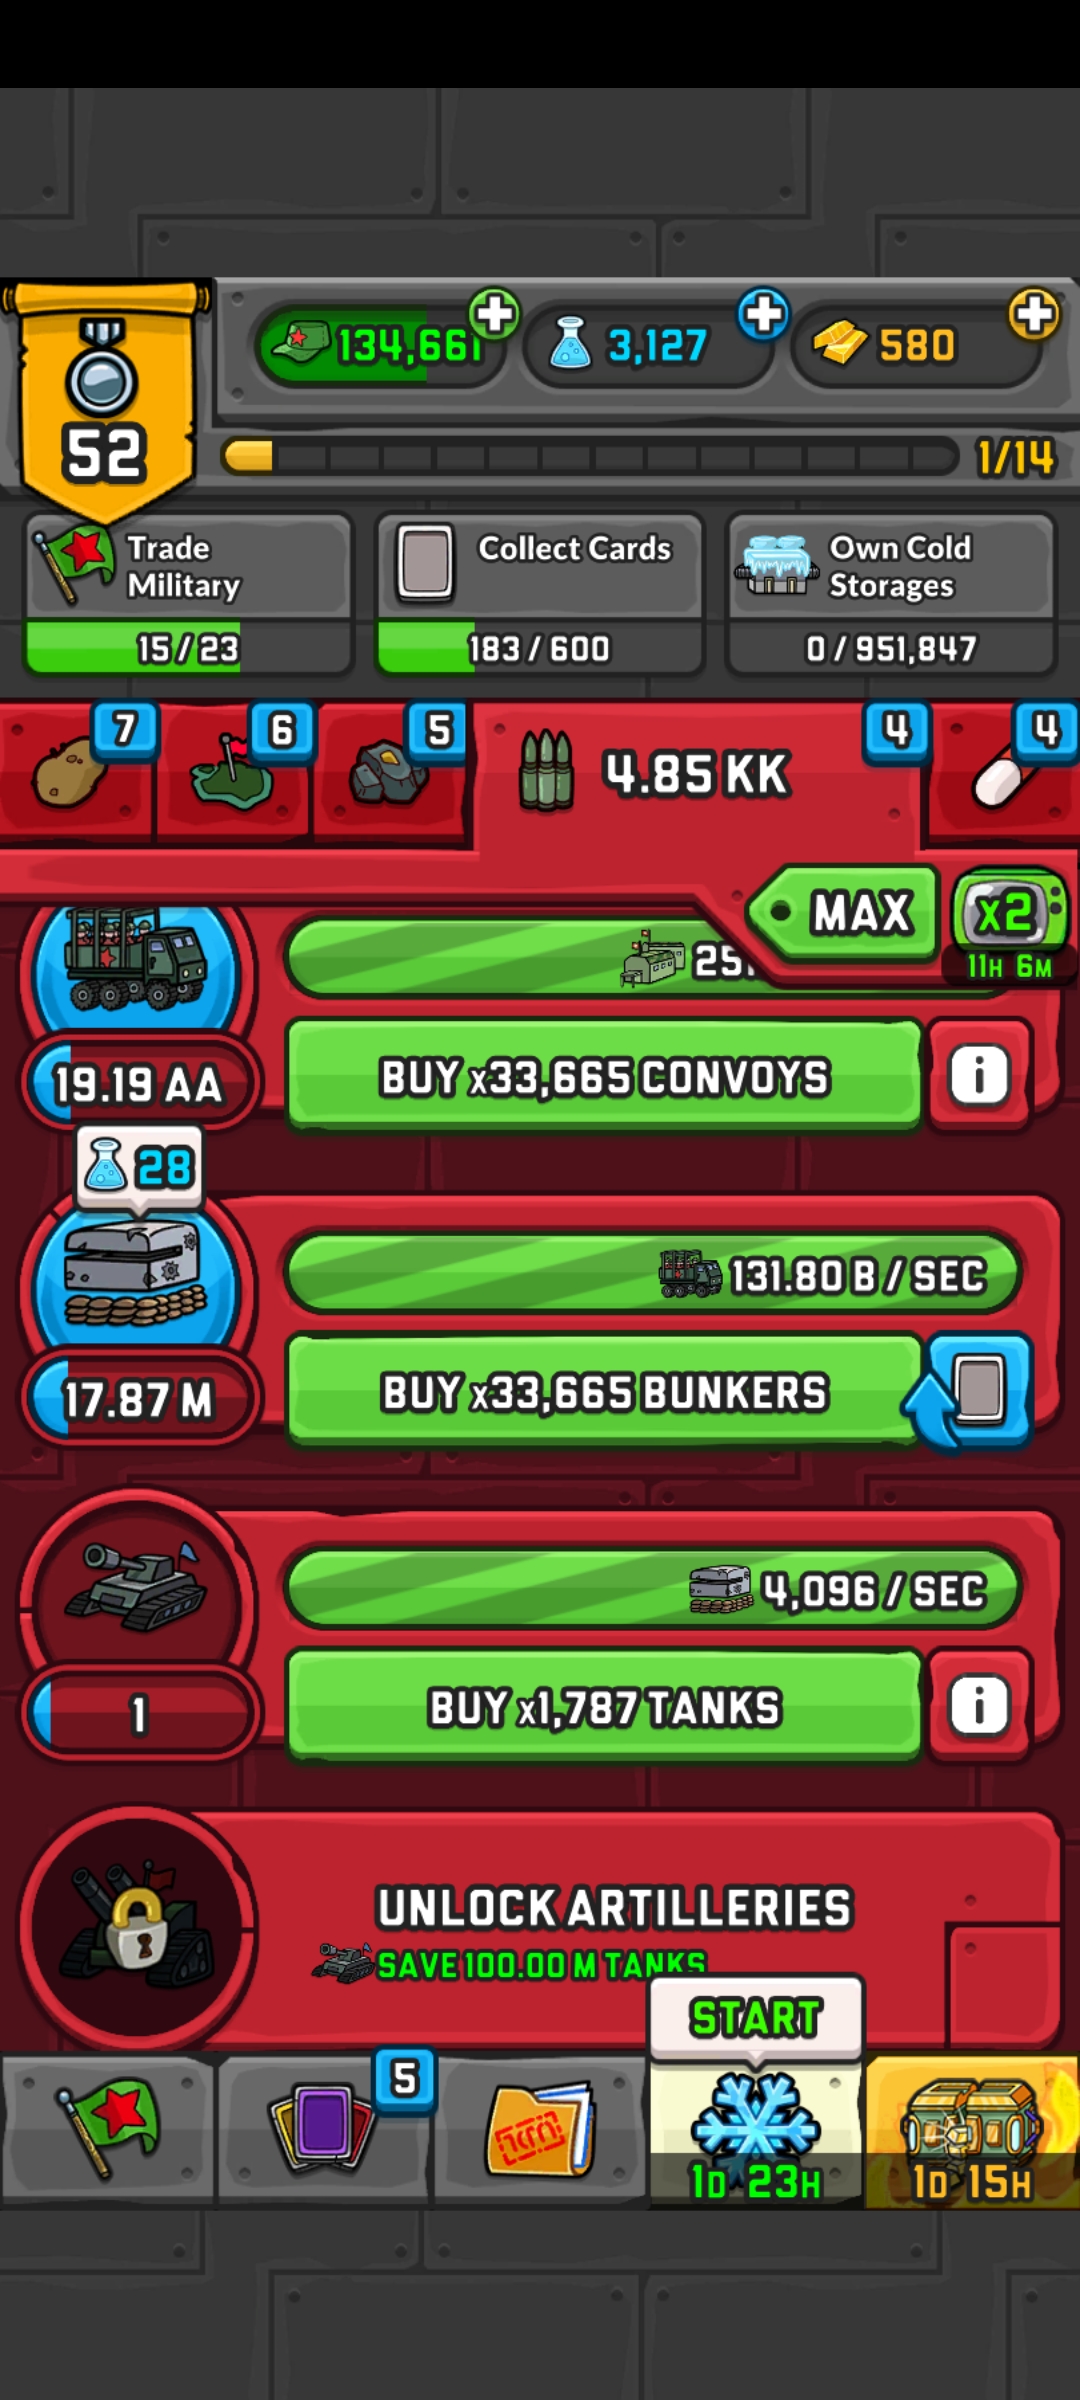 134,661
3,127
580
52
1/14
Trade
Military
15/23
Collect Cards
183/600
Own Cold
Storages
0/951,847
7
6
5
4.85 KK
4
4
MAX
x2
11H 6M
25
19.19 AA
BUY x33,665 CONVOYS
i
28
131.80 B / SEC
17.87 M
BUY x33,665 BUNKERS
4,096 / SEC
1
BUY x1,787 TANKS
i
UNLOCK ARTILLERIES
SAVE 100.00 M TANKS
START
5
1D 23H
1D 15H